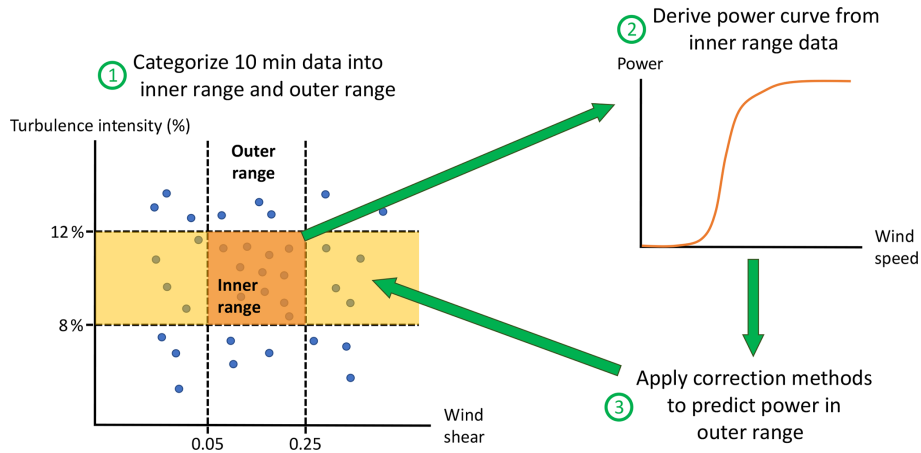 1
Categorize 10 min data into
inner range and outer range
Turbulence intensity (%)
Outer
range
12 %
Inner
range
8 %
0.05
0.25
Wind
shear
2
Derive power curve from
inner range data
Power
Wind
speed
3
Apply correction methods
to predict power in
outer range